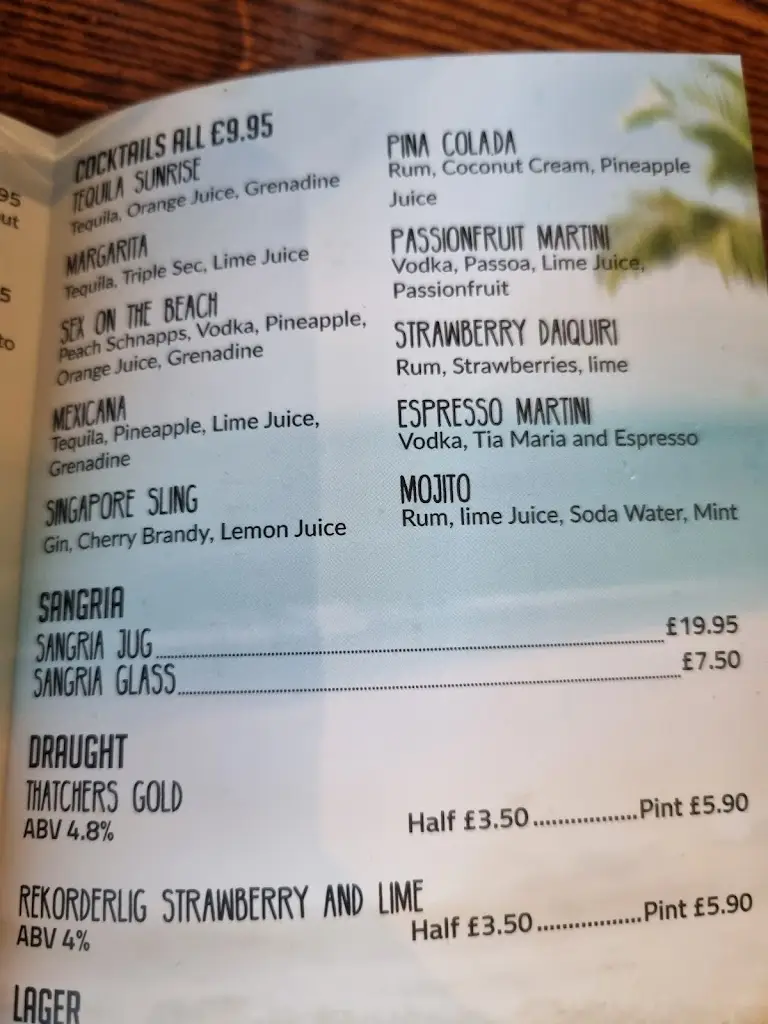 95
ut
5
to
COCKTAILS ALL £9.95
TEQUILA SUNRISE
Tequila, Orange Juice, Grenadine
MARGARITA
Tequila, Triple Sec, Lime Juice
SEX ON THE BEACH
Peach Schnapps, Vodka, Pineapple,
Orange Juice, Grenadine
MEXICANA
Tequila, Pineapple, Lime Juice,
Grenadine
SINGAPORE SLING
Gin, Cherry Brandy, Lemon Juice
PINA COLADA
Rum, Coconut Cream, Pineapple
Juice
PASSIONFRUIT MARTINI
Vodka, Passoa, Lime Juice,
Passionfruit
STRAWBERRY DAIQUIRI
Rum, Strawberries, lime
ESPRESSO MARTINI
Vodka, Tia Maria and Espresso
MOJITO
Rum, lime Juice, Soda Water, Mint
SANGRIA
SANGRIA JUG £19.95
SANGRIA GLASS £7.50
DRAUGHT
THATCHERS GOLD
ABV 4.8% Half £3.50.................Pint £5.90
REKORDERLIG STRAWBERRY AND LIME
ABV 4% Half £3.50.................Pint £5.90
LAGER